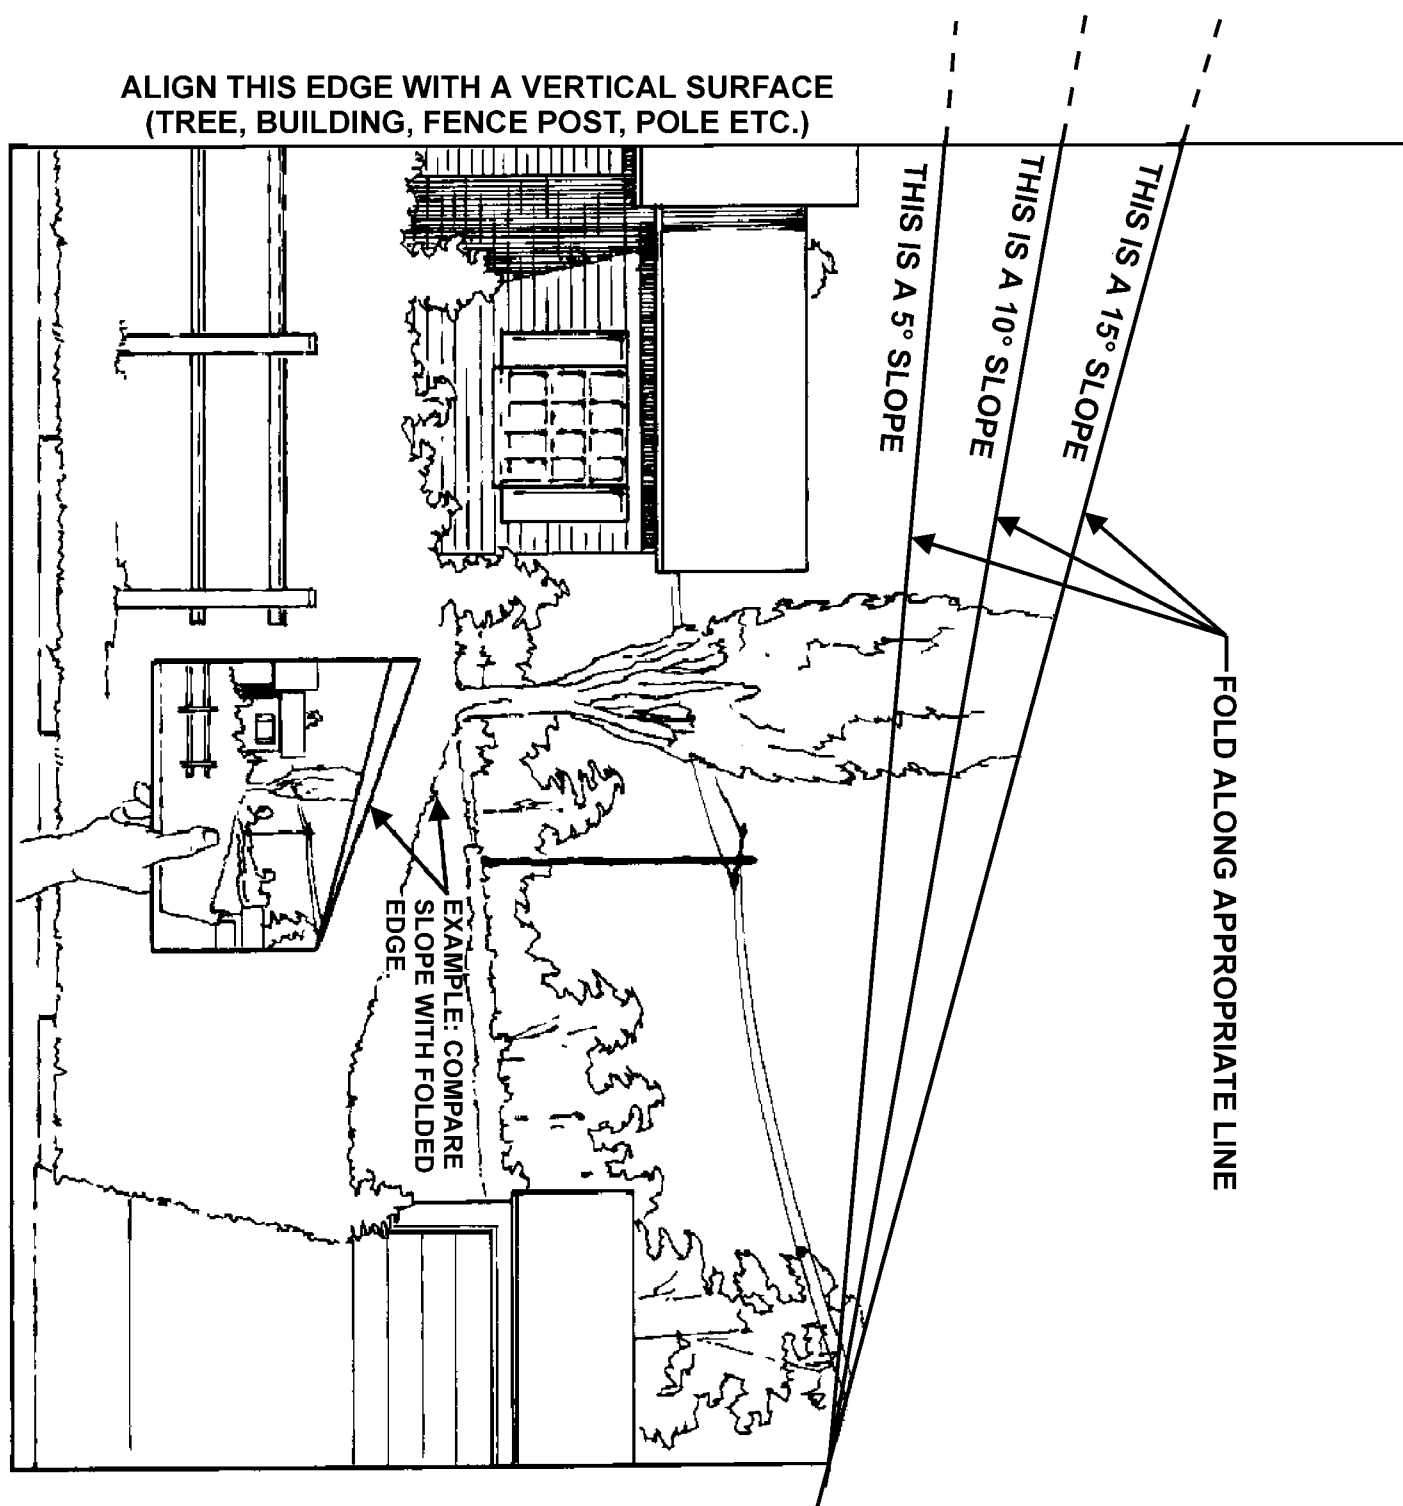 ALIGN THIS EDGE WITH A VERTICAL SURFACE
(TREE, BUILDING, FENCE POST, POLE ETC.)
THIS IS A 15° SLOPE
THIS IS A 10° SLOPE
THIS IS A 5° SLOPE
FOLD ALONG APPROPRIATE LINE
EXAMPLE: COMPARE
SLOPE WITH FOLDED
EDGE.